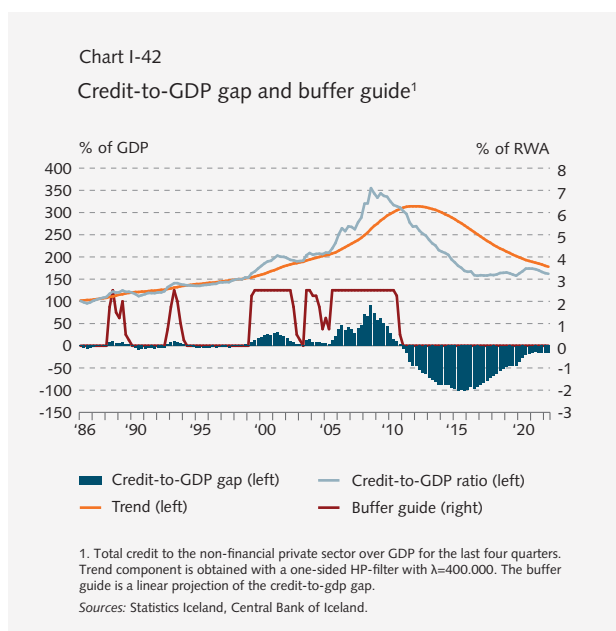 Chart I-42
Credit-to-GDP gap and buffer guide¹
% of GDP % of RWA
400 8
350 7
300 6
250 5
200 4
150 3
100 2
50 1
0 0
-50 -1
-100 -2
-150 -3
'86 '90 '95 '00 '05 '10 '15 '20
Credit-to-GDP gap (left) Credit-to-GDP ratio (left)
Trend (left) Buffer guide (right)
1. Total credit to the non-financial private sector over GDP for the last four quarters.
Trend component is obtained with a one-sided HP-filter with λ=400.000. The buffer
guide is a linear projection of the credit-to-gdp gap.
Sources: Statistics Iceland, Central Bank of Iceland.